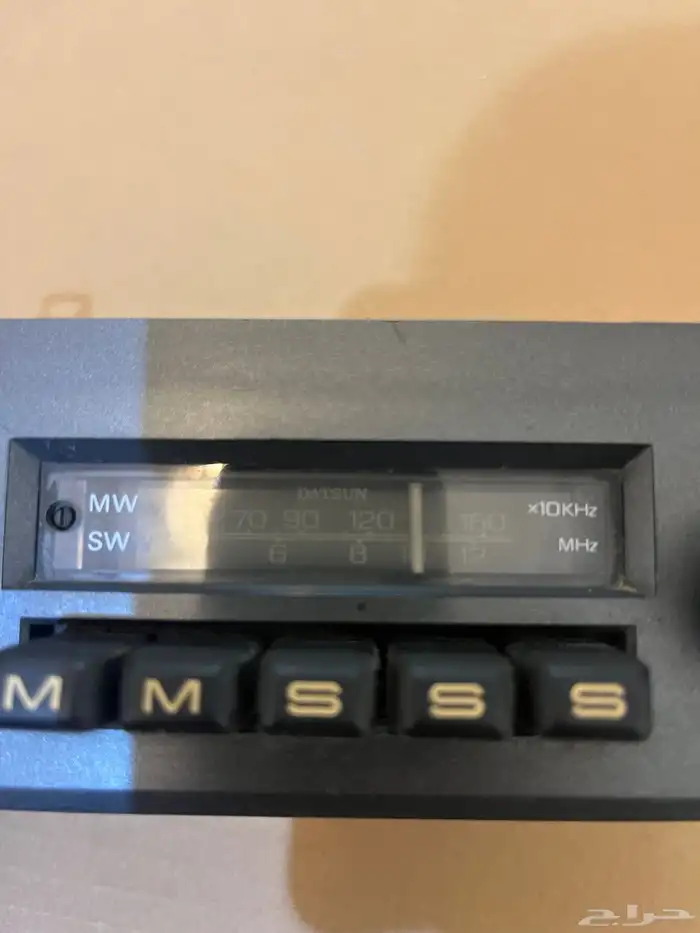 DATSUN
MW 70 90 120 160 ×10KHz
SW 6 8 12 MHz
M M S S S
حراج